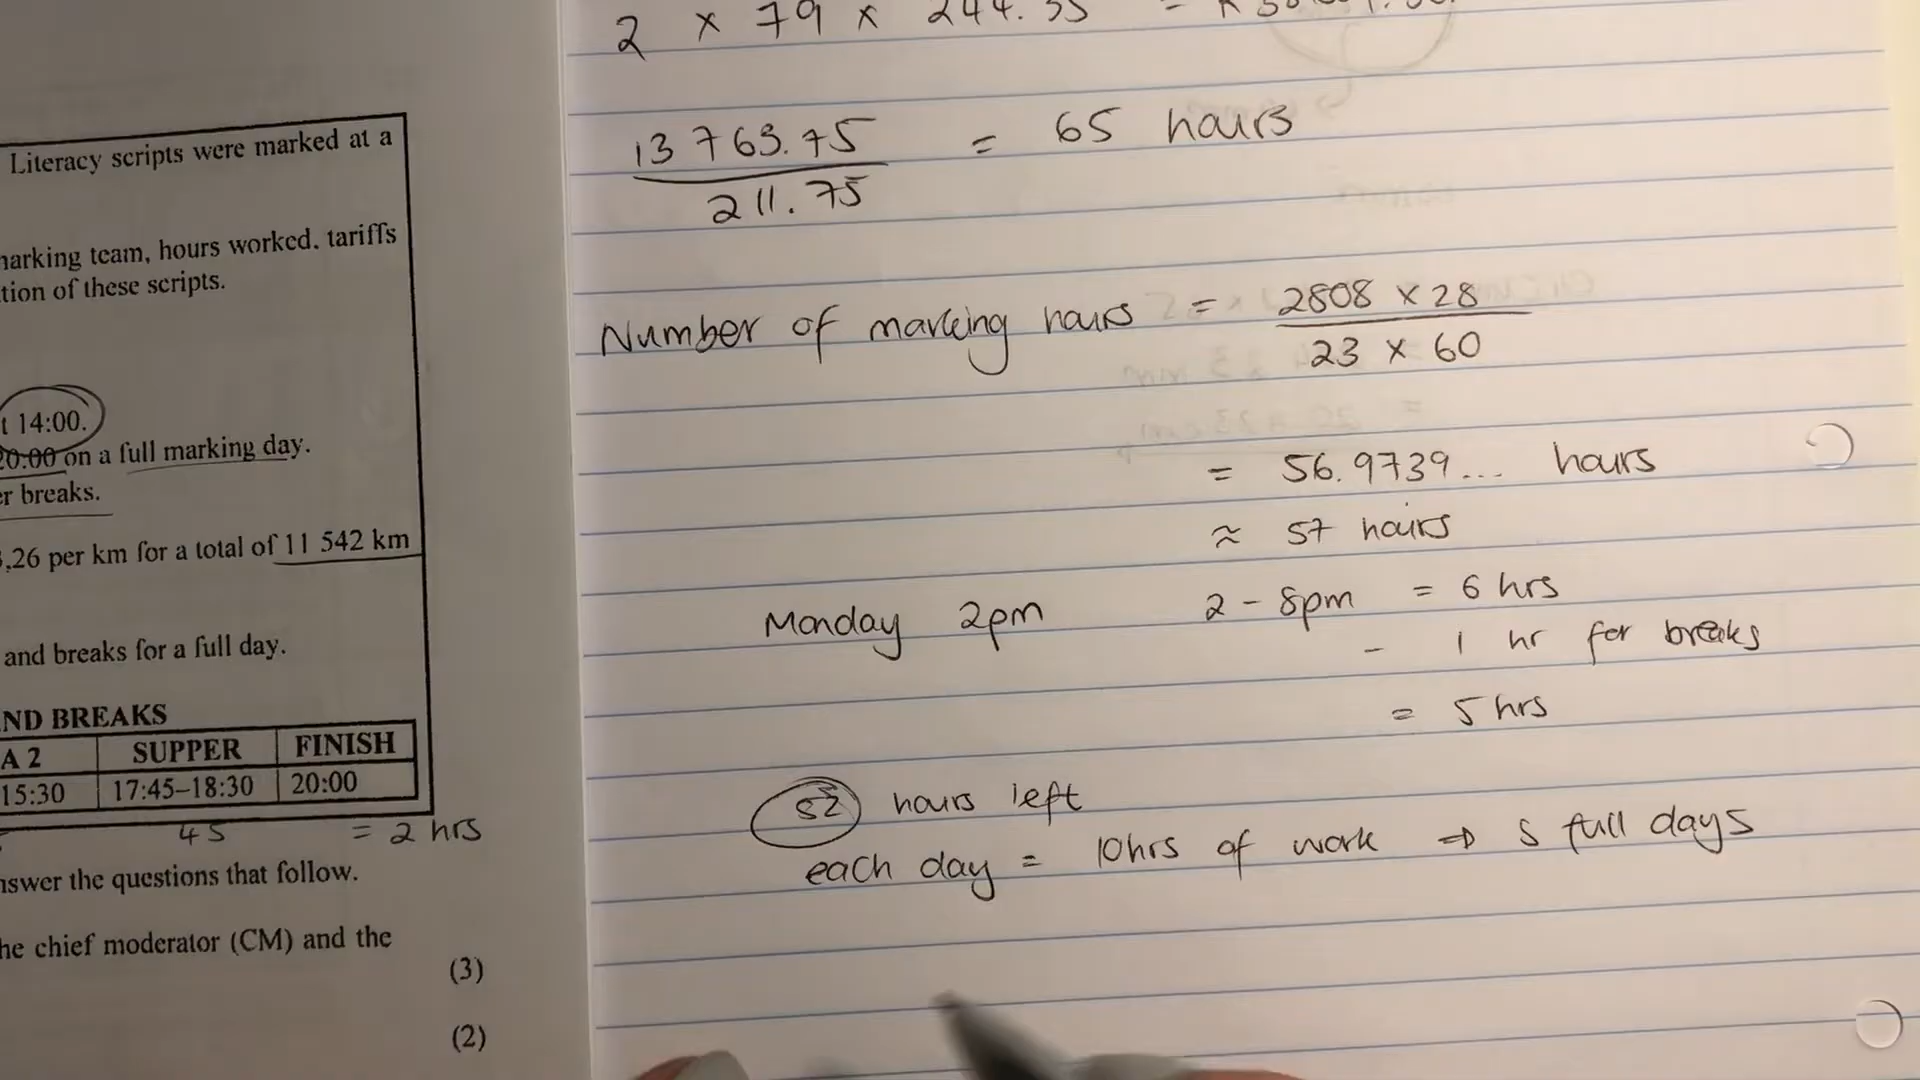 Literacy scripts were marked at a
marking team, hours worked. tariffs
tion of these scripts.
t 14:00.
20:00 on a full marking day.
er breaks.
,26 per km for a total of 11 542 km
and breaks for a full day.
ND BREAKS
A 2 SUPPER FINISH
15:30 17:45–18:30 20:00
45 = 2 hrs
nswer the questions that follow.
he chief moderator (CM) and the
(3)
(2)
2 × 79 × 244.35 =
13 763.75 = 65 hours
211.75
Number of marking hours = 2808 × 28
23 × 60
= 56.9739... hours
≈ 57 hours
Monday 2pm 2 - 8pm = 6 hrs
- 1 hr for breaks
= 5 hrs
52 hours left
each day = 10hrs of work ⇒ 5 full days